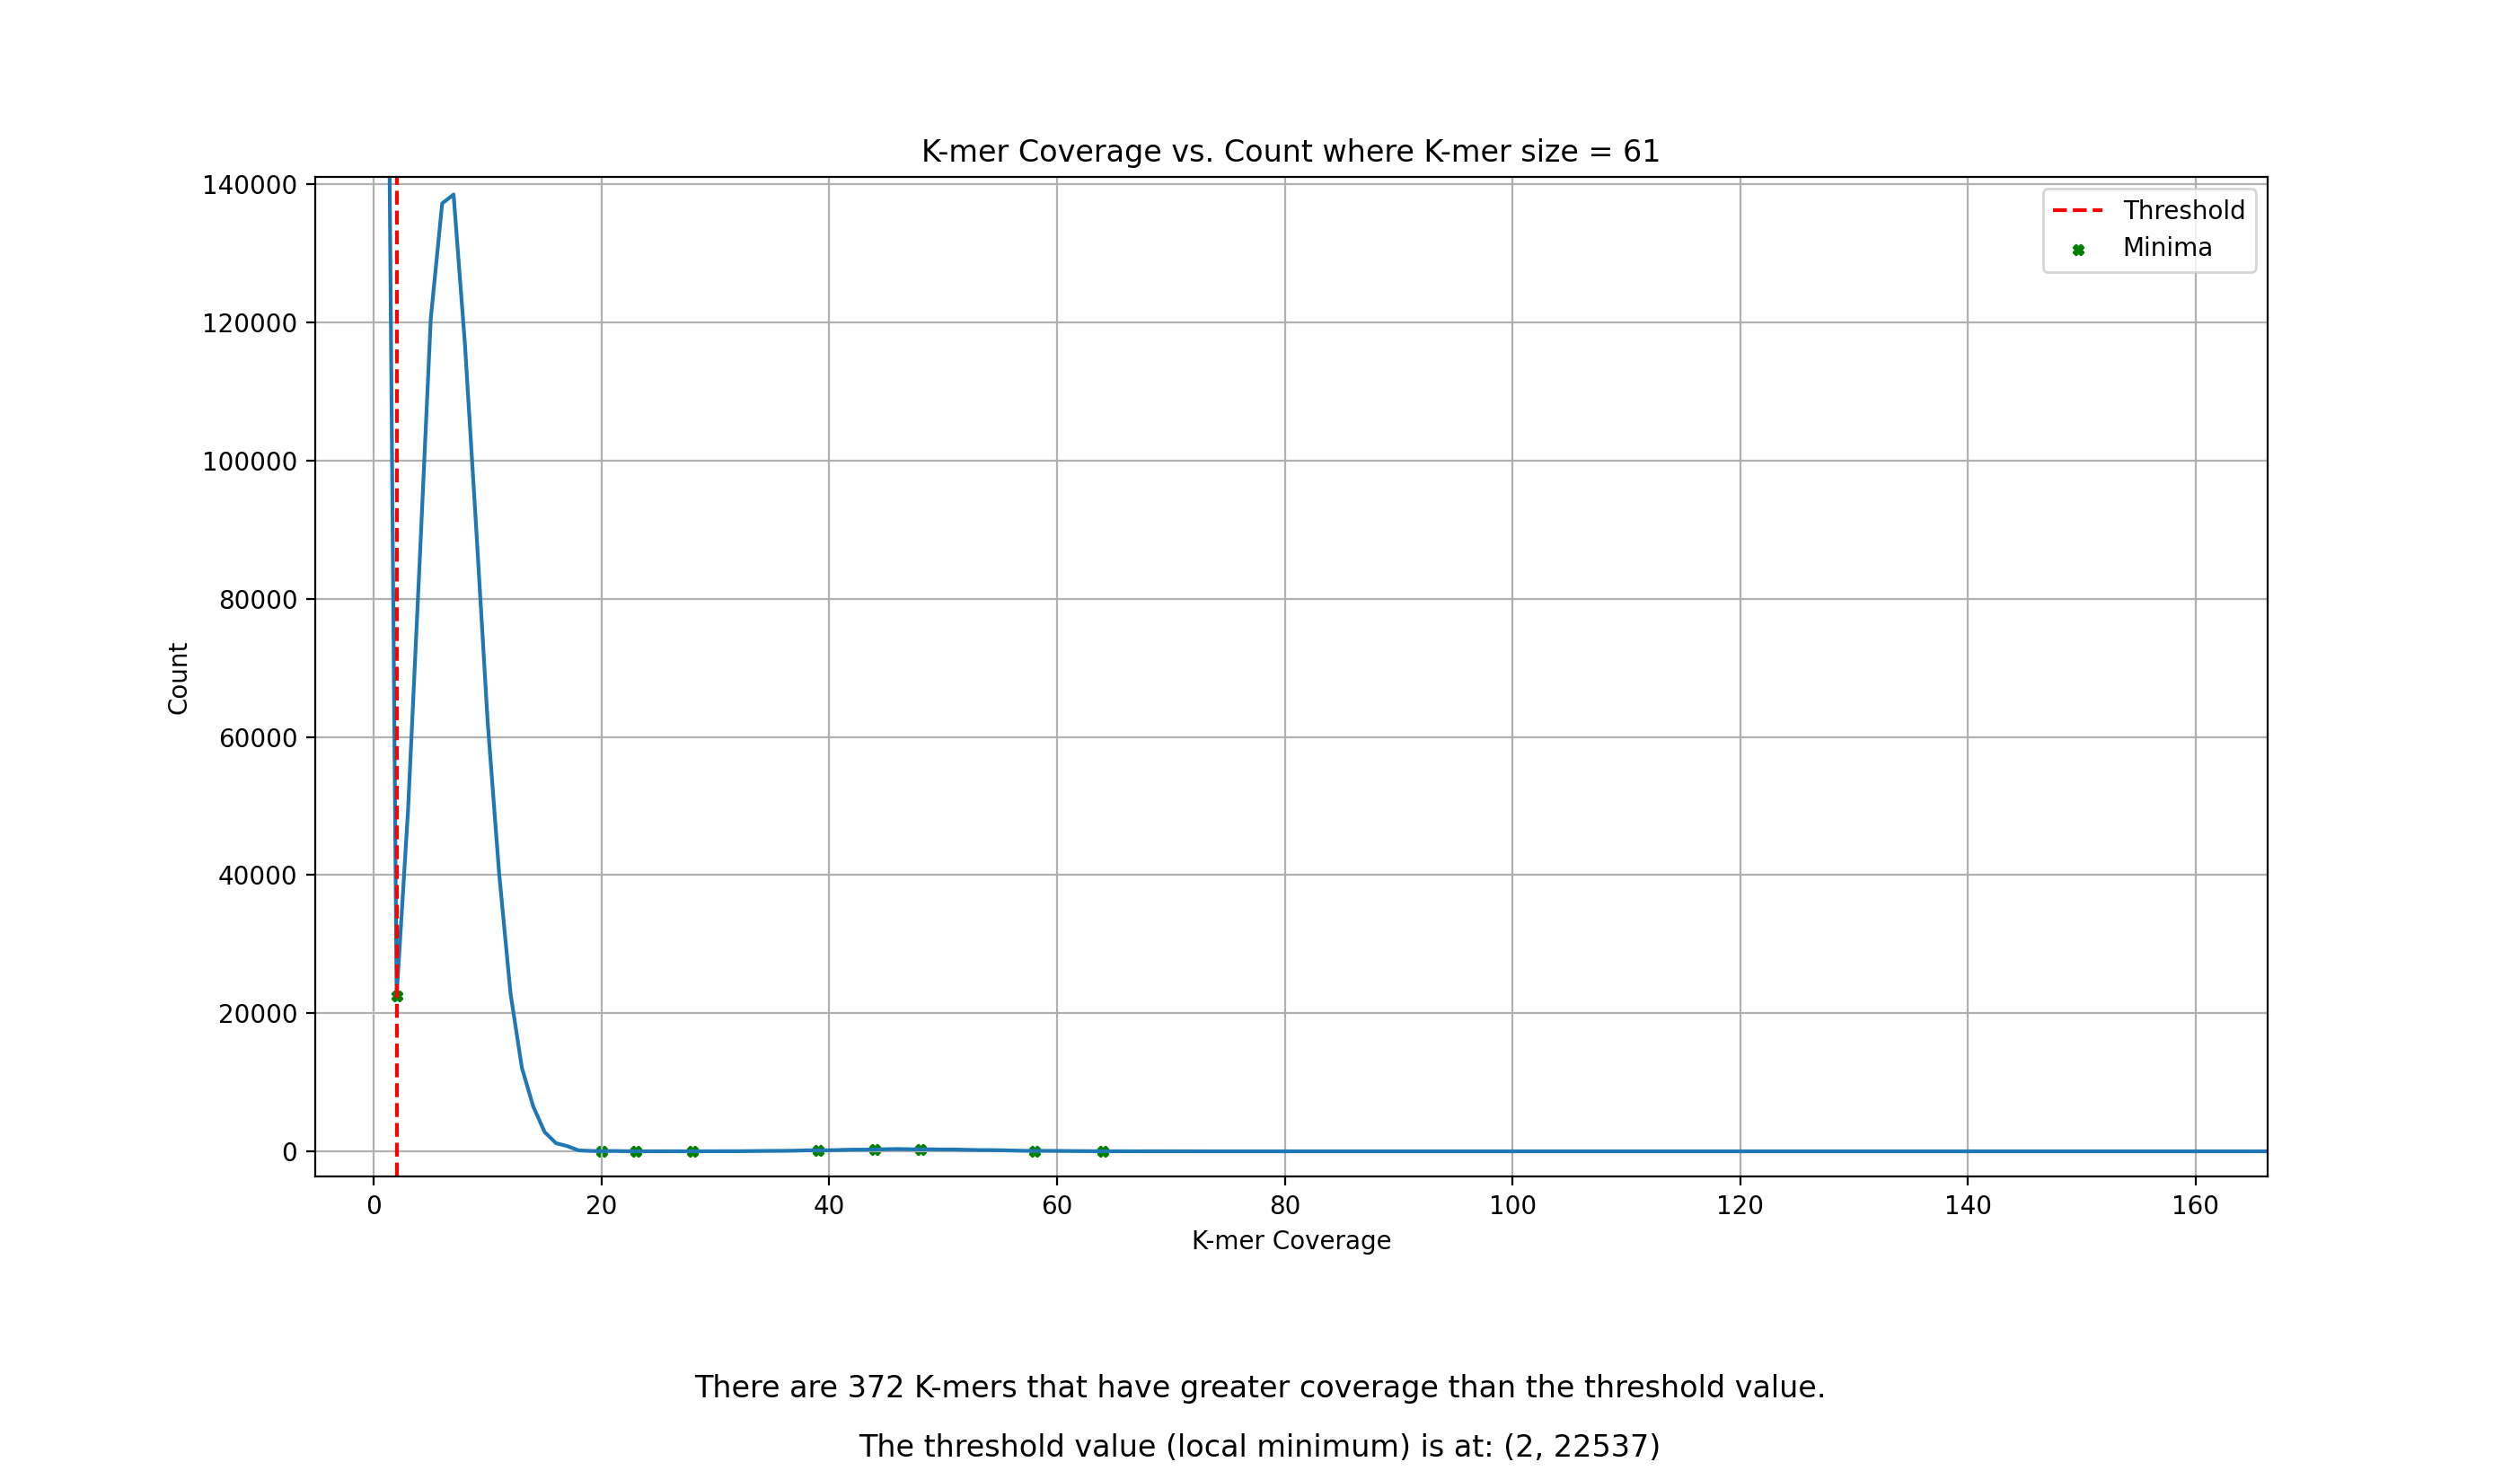 K-mer Coverage vs. Count where K-mer size = 61
140000
120000
100000
80000
60000
40000
20000
0
Count
Threshold
Minima
0 20 40 60 80 100 120 140 160
K-mer Coverage
There are 372 K-mers that have greater coverage than the threshold value.
The threshold value (local minimum) is at: (2, 22537)